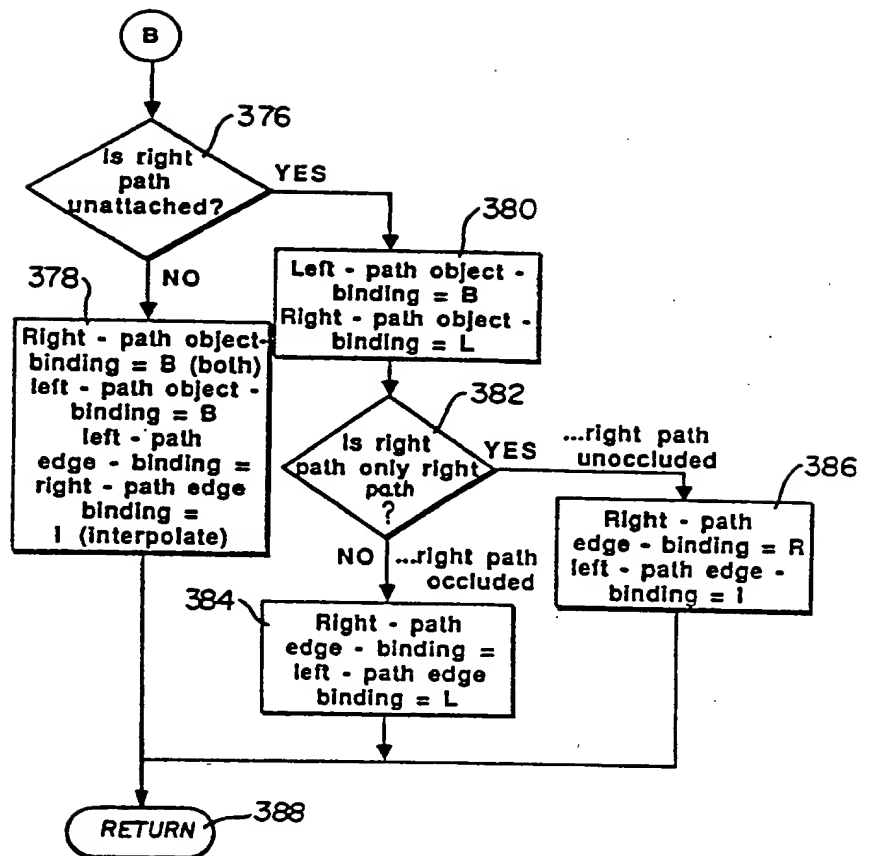 B
376
Is right
path
unattached?
YES
NO
380
Left - path object -
binding = B
Right - path object -
binding = L
378
Right - path object-
binding = B (both)
left - path object -
binding = B
left - path
edge - binding =
right - path edge
binding =
I (interpolate)
382
Is right
path only right
path
?
YES
...right path
unoccluded
386
Right - path
edge - binding = R
left - path edge -
binding = I
NO
...right path
occluded
384
Right - path
edge - binding =
left - path edge
binding = L
RETURN
388